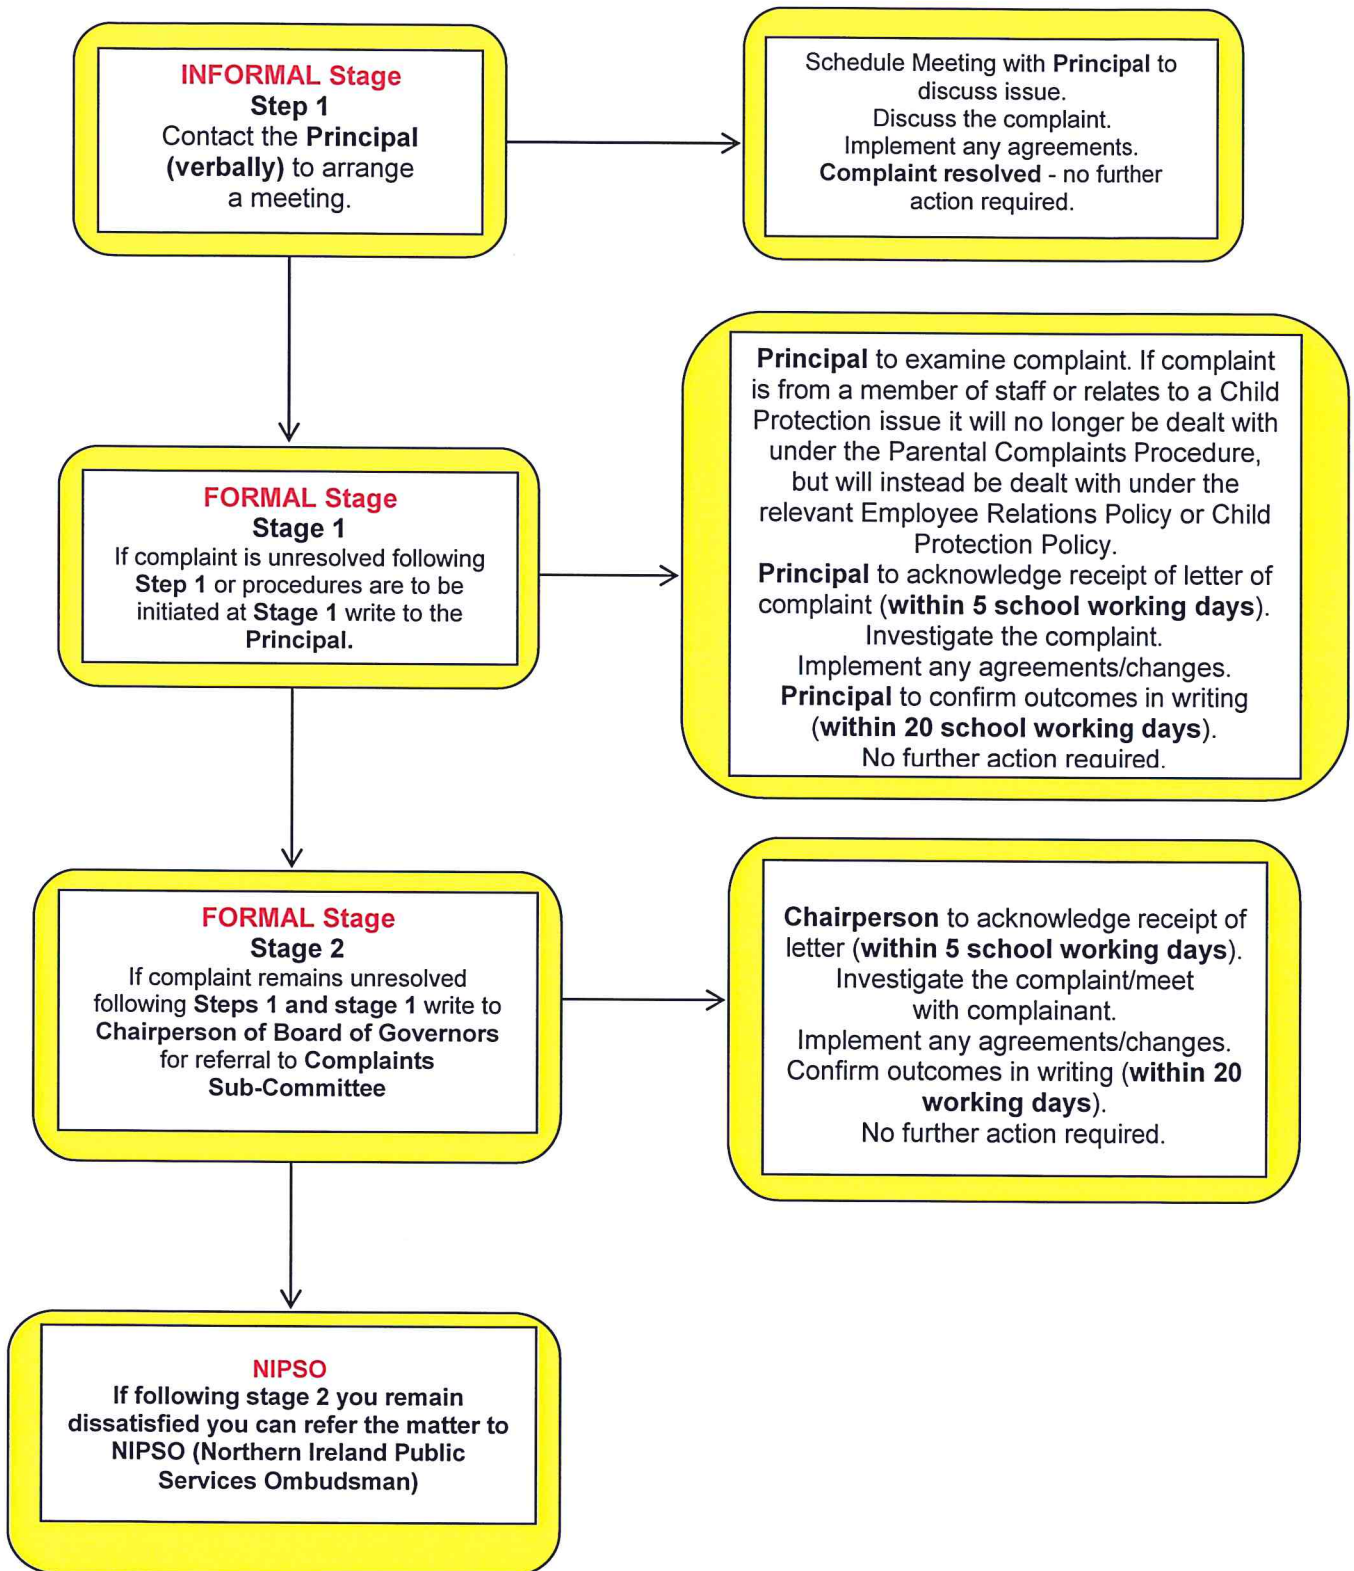 INFORMAL Stage
Step 1
Contact the Principal
(verbally) to arrange
a meeting.
Schedule Meeting with Principal to
discuss issue.
Discuss the complaint.
Implement any agreements.
Complaint resolved - no further
action required.
FORMAL Stage
Stage 1
If complaint is unresolved following
Step 1 or procedures are to be
initiated at Stage 1 write to the
Principal.
Principal to examine complaint. If complaint
is from a member of staff or relates to a Child
Protection issue it will no longer be dealt with
under the Parental Complaints Procedure,
but will instead be dealt with under the
relevant Employee Relations Policy or Child
Protection Policy.
Principal to acknowledge receipt of letter of
complaint (within 5 school working days).
Investigate the complaint.
Implement any agreements/changes.
Principal to confirm outcomes in writing
(within 20 school working days).
No further action required.
FORMAL Stage
Stage 2
If complaint remains unresolved
following Steps 1 and stage 1 write to
Chairperson of Board of Governors
for referral to Complaints
Sub-Committee
Chairperson to acknowledge receipt of
letter (within 5 school working days).
Investigate the complaint/meet
with complainant.
Implement any agreements/changes.
Confirm outcomes in writing (within 20
working days).
No further action required.
NIPSO
If following stage 2 you remain
dissatisfied you can refer the matter to
NIPSO (Northern Ireland Public
Services Ombudsman)